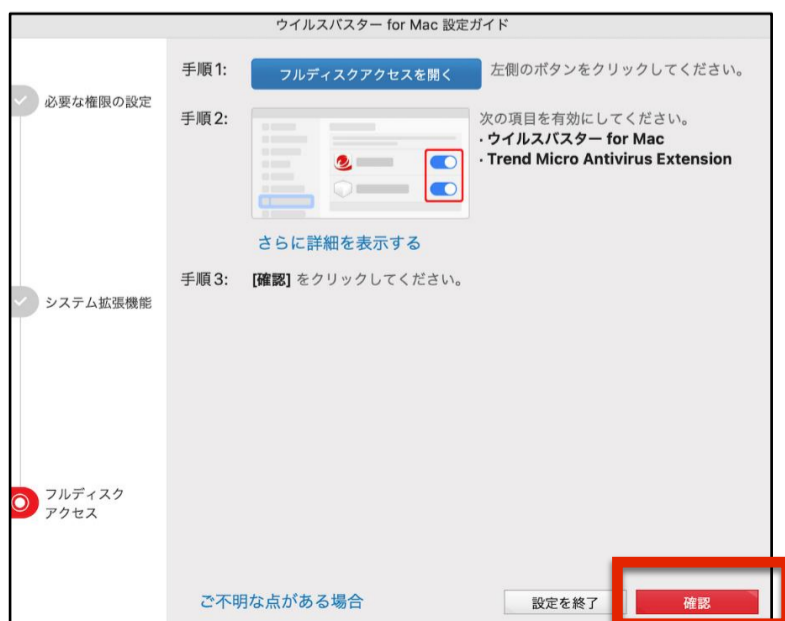 ウイルスバスター for Mac 設定ガイド
必要な権限の設定
システム拡張機能
フルディスク
アクセス
手順1:
フルディスクアクセスを開く
左側のボタンをクリックしてください。
手順2:
次の項目を有効にしてください。
・ウイルスバスター for Mac
・Trend Micro Antivirus Extension
さらに詳細を表示する
手順3:
[確認] をクリックしてください。
ご不明な点がある場合
設定を終了
確認